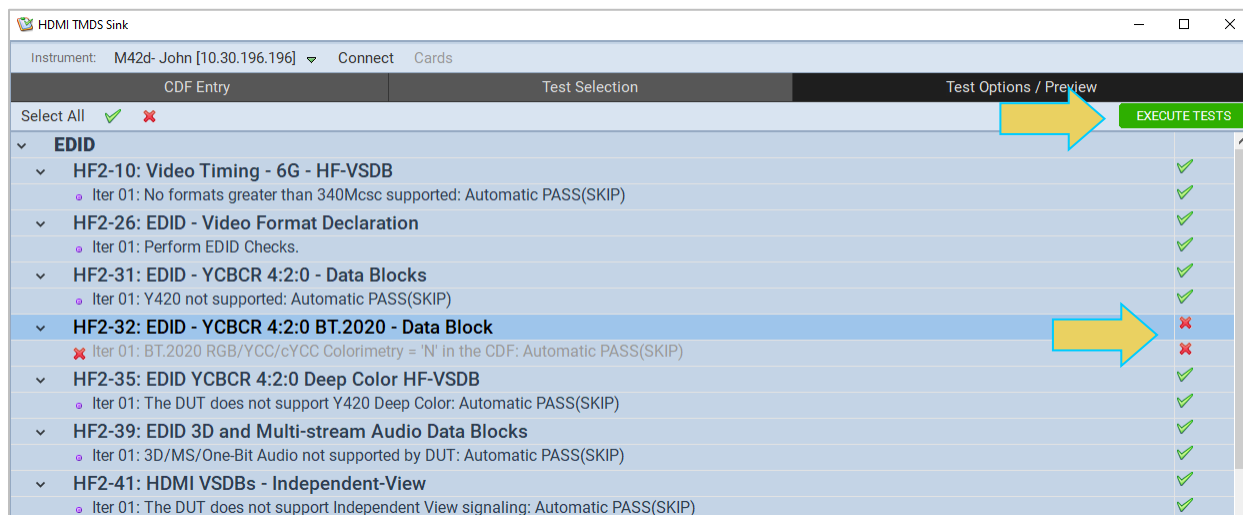 HDMI TMDS Sink
Instrument: M42d- John [10.30.196.196] Connect Cards
CDF Entry Test Selection Test Options / Preview
Select All EXECUTE TESTS
EDID
HF2-10: Video Timing - 6G - HF-VSDB
Iter 01: No formats greater than 340Mcsc supported: Automatic PASS(SKIP)
HF2-26: EDID - Video Format Declaration
Iter 01: Perform EDID Checks.
HF2-31: EDID - YCBCR 4:2:0 - Data Blocks
Iter 01: Y420 not supported: Automatic PASS(SKIP)
HF2-32: EDID - YCBCR 4:2:0 BT.2020 - Data Block
Iter 01: BT.2020 RGB/YCC/cYCC Colorimetry = 'N' in the CDF: Automatic PASS(SKIP)
HF2-35: EDID YCBCR 4:2:0 Deep Color HF-VSDB
Iter 01: The DUT does not support Y420 Deep Color: Automatic PASS(SKIP)
HF2-39: EDID 3D and Multi-stream Audio Data Blocks
Iter 01: 3D/MS/One-Bit Audio not supported by DUT: Automatic PASS(SKIP)
HF2-41: HDMI VSDBs - Independent-View
Iter 01: The DUT does not support Independent View signaling: Automatic PASS(SKIP)